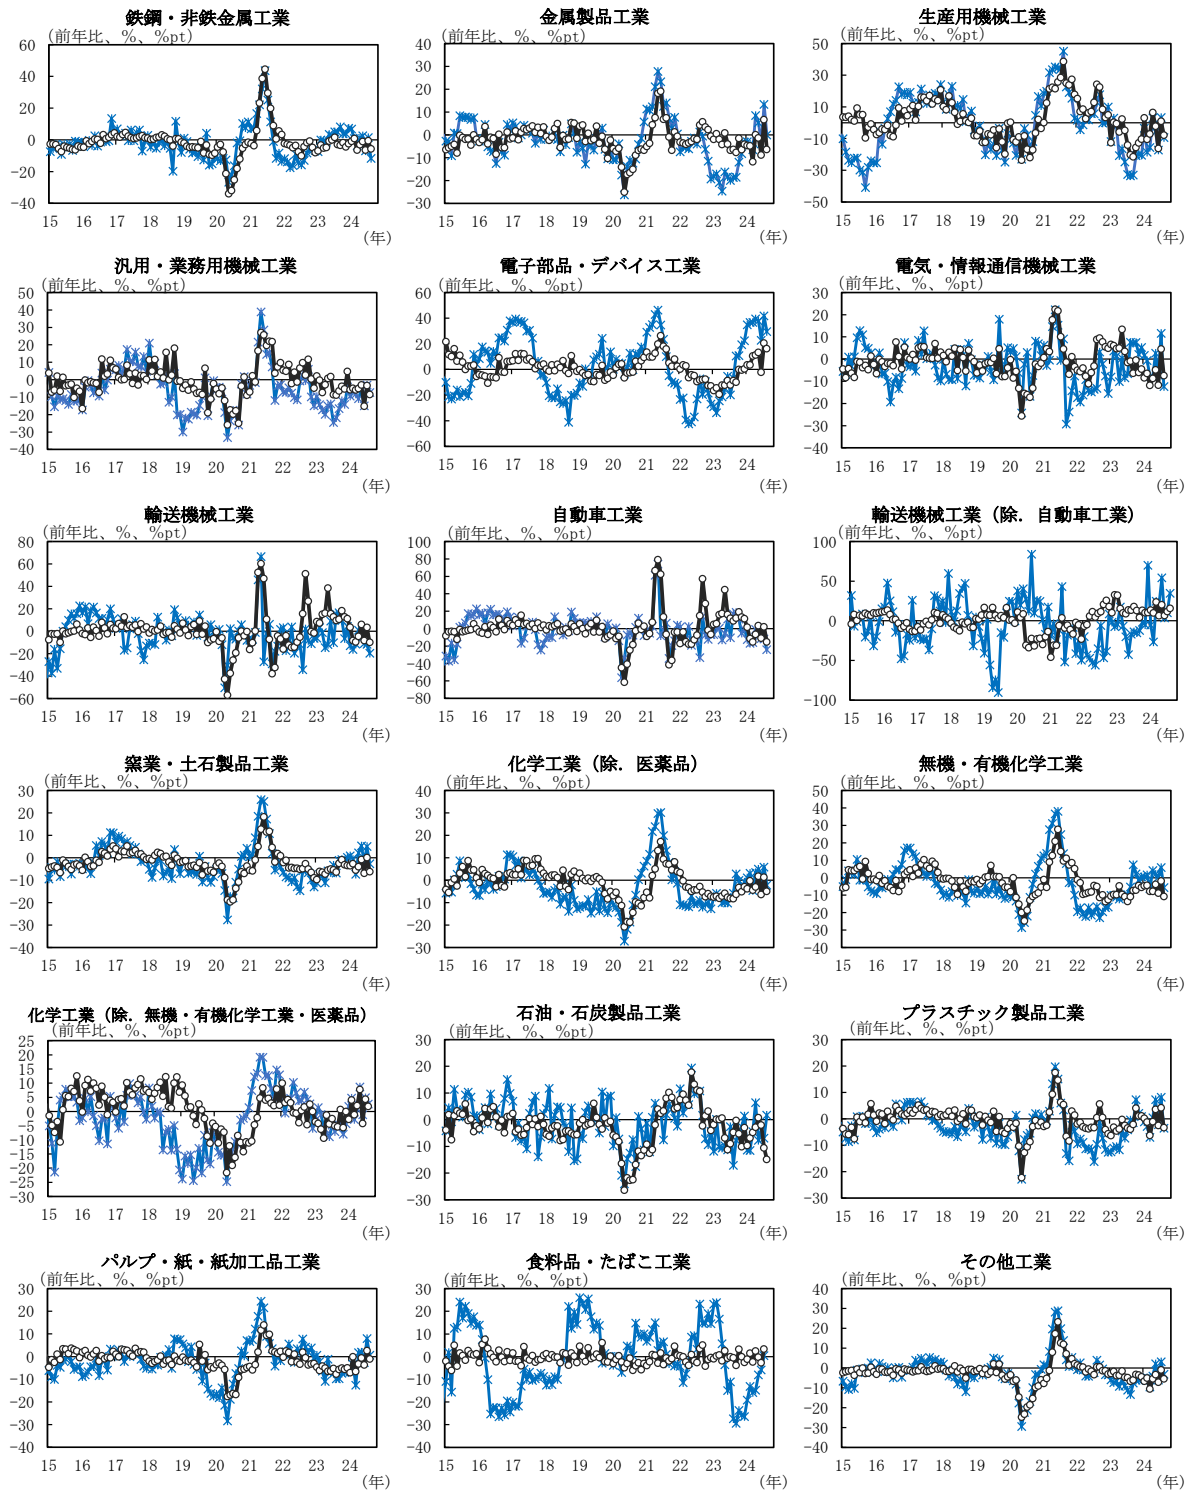 鉄鋼・非鉄金属工業
(前年比、%、%pt)
60
40
20
0
-20
-40
15 16 17 18 19 20 21 22 23 24
(年)
金属製品工業
(前年比、%、%pt)
40
30
20
10
0
-10
-20
-30
15 16 17 18 19 20 21 22 23 24
(年)
生産用機械工業
(前年比、%、%pt)
50
30
10
-10
-30
-50
15 16 17 18 19 20 21 22 23 24
(年)
汎用・業務用機械工業
(前年比、%、%pt)
50
40
30
20
10
0
-10
-20
-30
-40
15 16 17 18 19 20 21 22 23 24
(年)
電子部品・デバイス工業
(前年比、%、%pt)
60
40
20
0
-20
-40
-60
15 16 17 18 19 20 21 22 23 24
(年)
電気・情報通信機械工業
(前年比、%、%pt)
30
20
10
0
-10
-20
-30
-40
15 16 17 18 19 20 21 22 23 24
(年)
輸送機械工業
(前年比、%、%pt)
80
60
40
20
0
-20
-40
-60
15 16 17 18 19 20 21 22 23 24
(年)
自動車工業
(前年比、%、%pt)
100
80
60
40
20
0
-20
-40
-60
-80
15 16 17 18 19 20 21 22 23 24
(年)
輸送機械工業(除．自動車工業)
(前年比、%、%pt)
100
50
0
-50
-100
15 16 17 18 19 20 21 22 23 24
(年)
窯業・土石製品工業
(前年比、%、%pt)
30
20
10
0
-10
-20
-30
-40
15 16 17 18 19 20 21 22 23 24
(年)
化学工業(除．医薬品)
(前年比、%、%pt)
40
30
20
10
0
-10
-20
-30
15 16 17 18 19 20 21 22 23 24
(年)
無機・有機化学工業
(前年比、%、%pt)
50
40
30
20
10
0
-10
-20
-30
-40
15 16 17 18 19 20 21 22 23 24
(年)
化学工業(除．無機・有機化学工業・医薬品)
(前年比、%、%pt)
25
20
15
10
5
0
-5
-10
-15
-20
-25
-30
15 16 17 18 19 20 21 22 23 24
(年)
石油・石炭製品工業
(前年比、%、%pt)
30
20
10
0
-10
-20
-30
15 16 17 18 19 20 21 22 23 24
(年)
プラスチック製品工業
(前年比、%、%pt)
30
20
10
0
-10
-20
-30
15 16 17 18 19 20 21 22 23 24
(年)
パルプ・紙・紙加工品工業
(前年比、%、%pt)
30
20
10
0
-10
-20
-30
-40
15 16 17 18 19 20 21 22 23 24
(年)
食料品・たばこ工業
(前年比、%、%pt)
30
20
10
0
-10
-20
-30
-40
15 16 17 18 19 20 21 22 23 24
(年)
その他工業
(前年比、%、%pt)
40
30
20
10
0
-10
-20
-30
-40
15 16 17 18 19 20 21 22 23 24
(年)